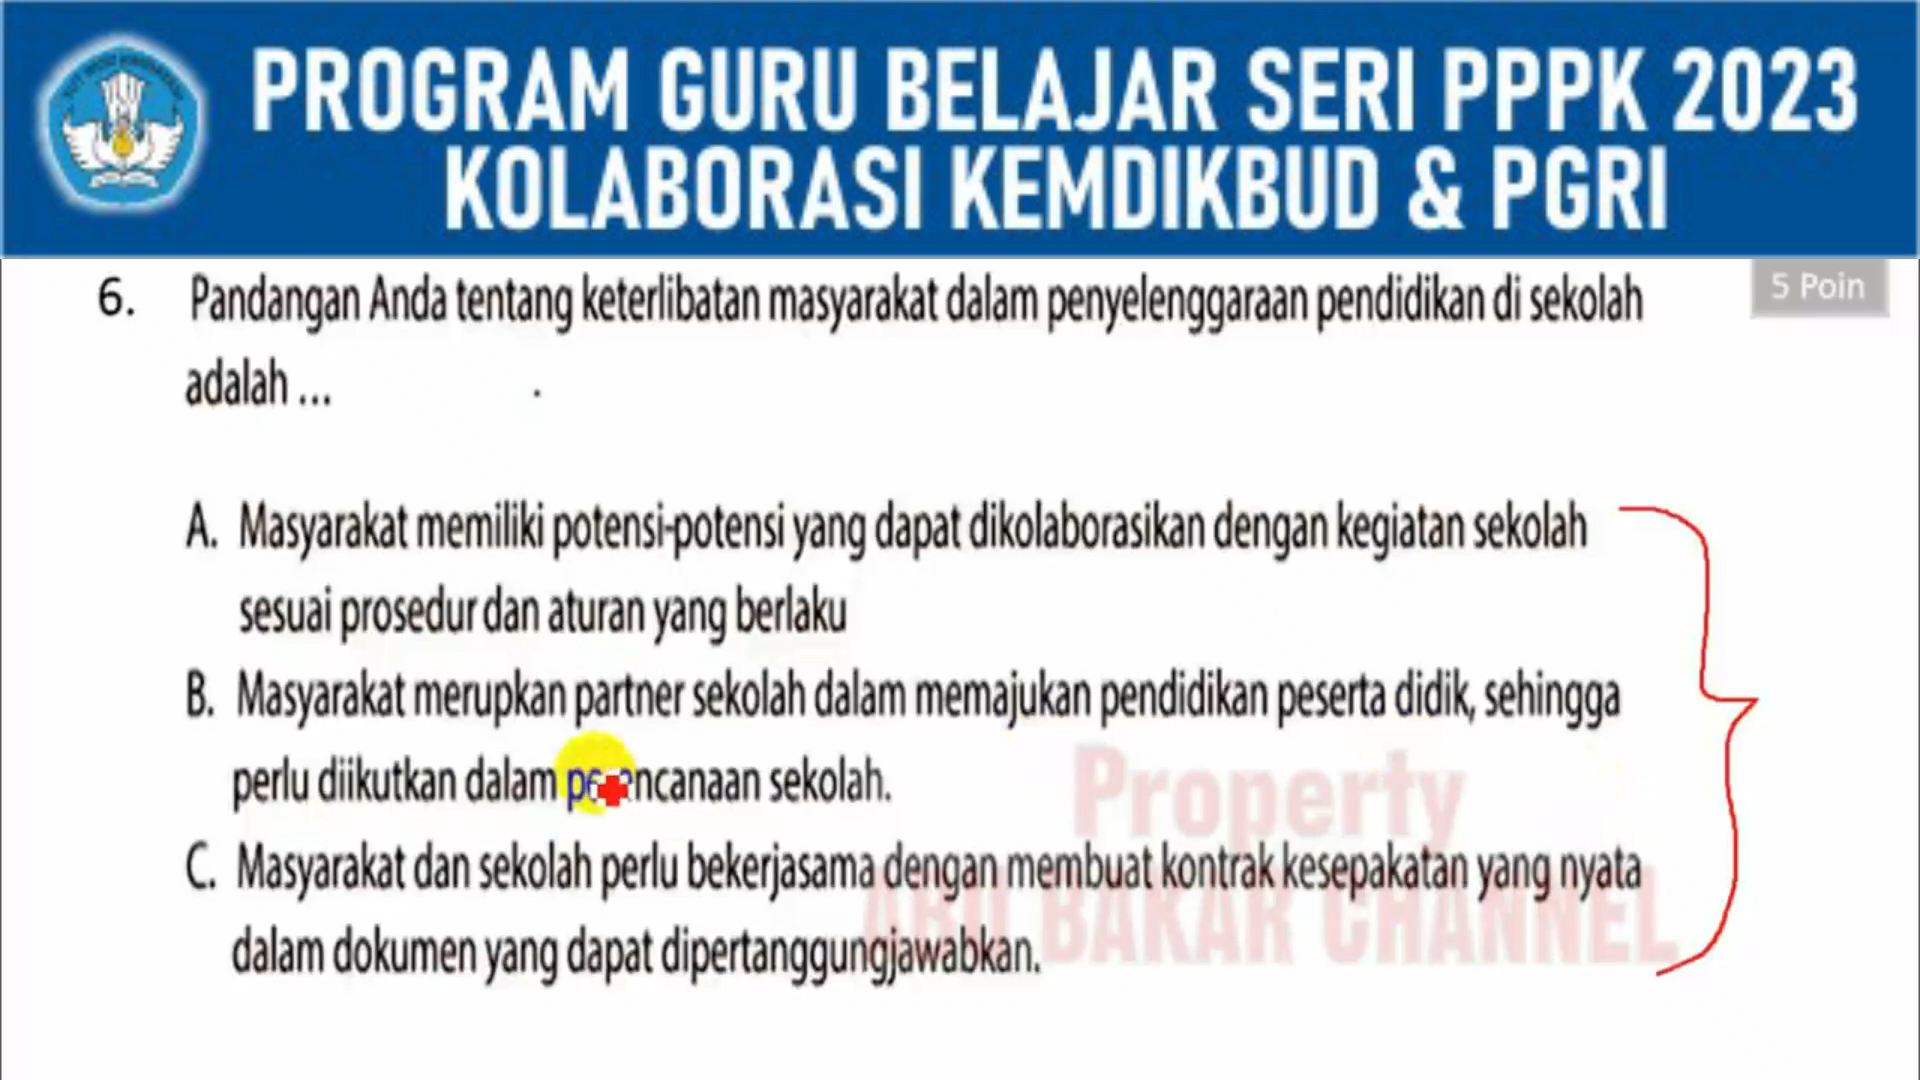 PROGRAM GURU BELAJAR SERI PPPK 2023
KOLABORASI KEMDIKBUD & PGRI
5 Poin
6. Pandangan Anda tentang keterlibatan masyarakat dalam penyelenggaraan pendidikan di sekolah
adalah ...
A. Masyarakat memiliki potensi-potensi yang dapat dikolaborasikan dengan kegiatan sekolah
sesuai prosedur dan aturan yang berlaku
B. Masyarakat merupkan partner sekolah dalam memajukan pendidikan peserta didik, sehingga
perlu diikutkan dalam perencanaan sekolah.
C. Masyarakat dan sekolah perlu bekerjasama dengan membuat kontrak kesepakatan yang nyata
dalam dokumen yang dapat dipertanggungjawabkan.
Property
ABU BAKAR CHANNEL